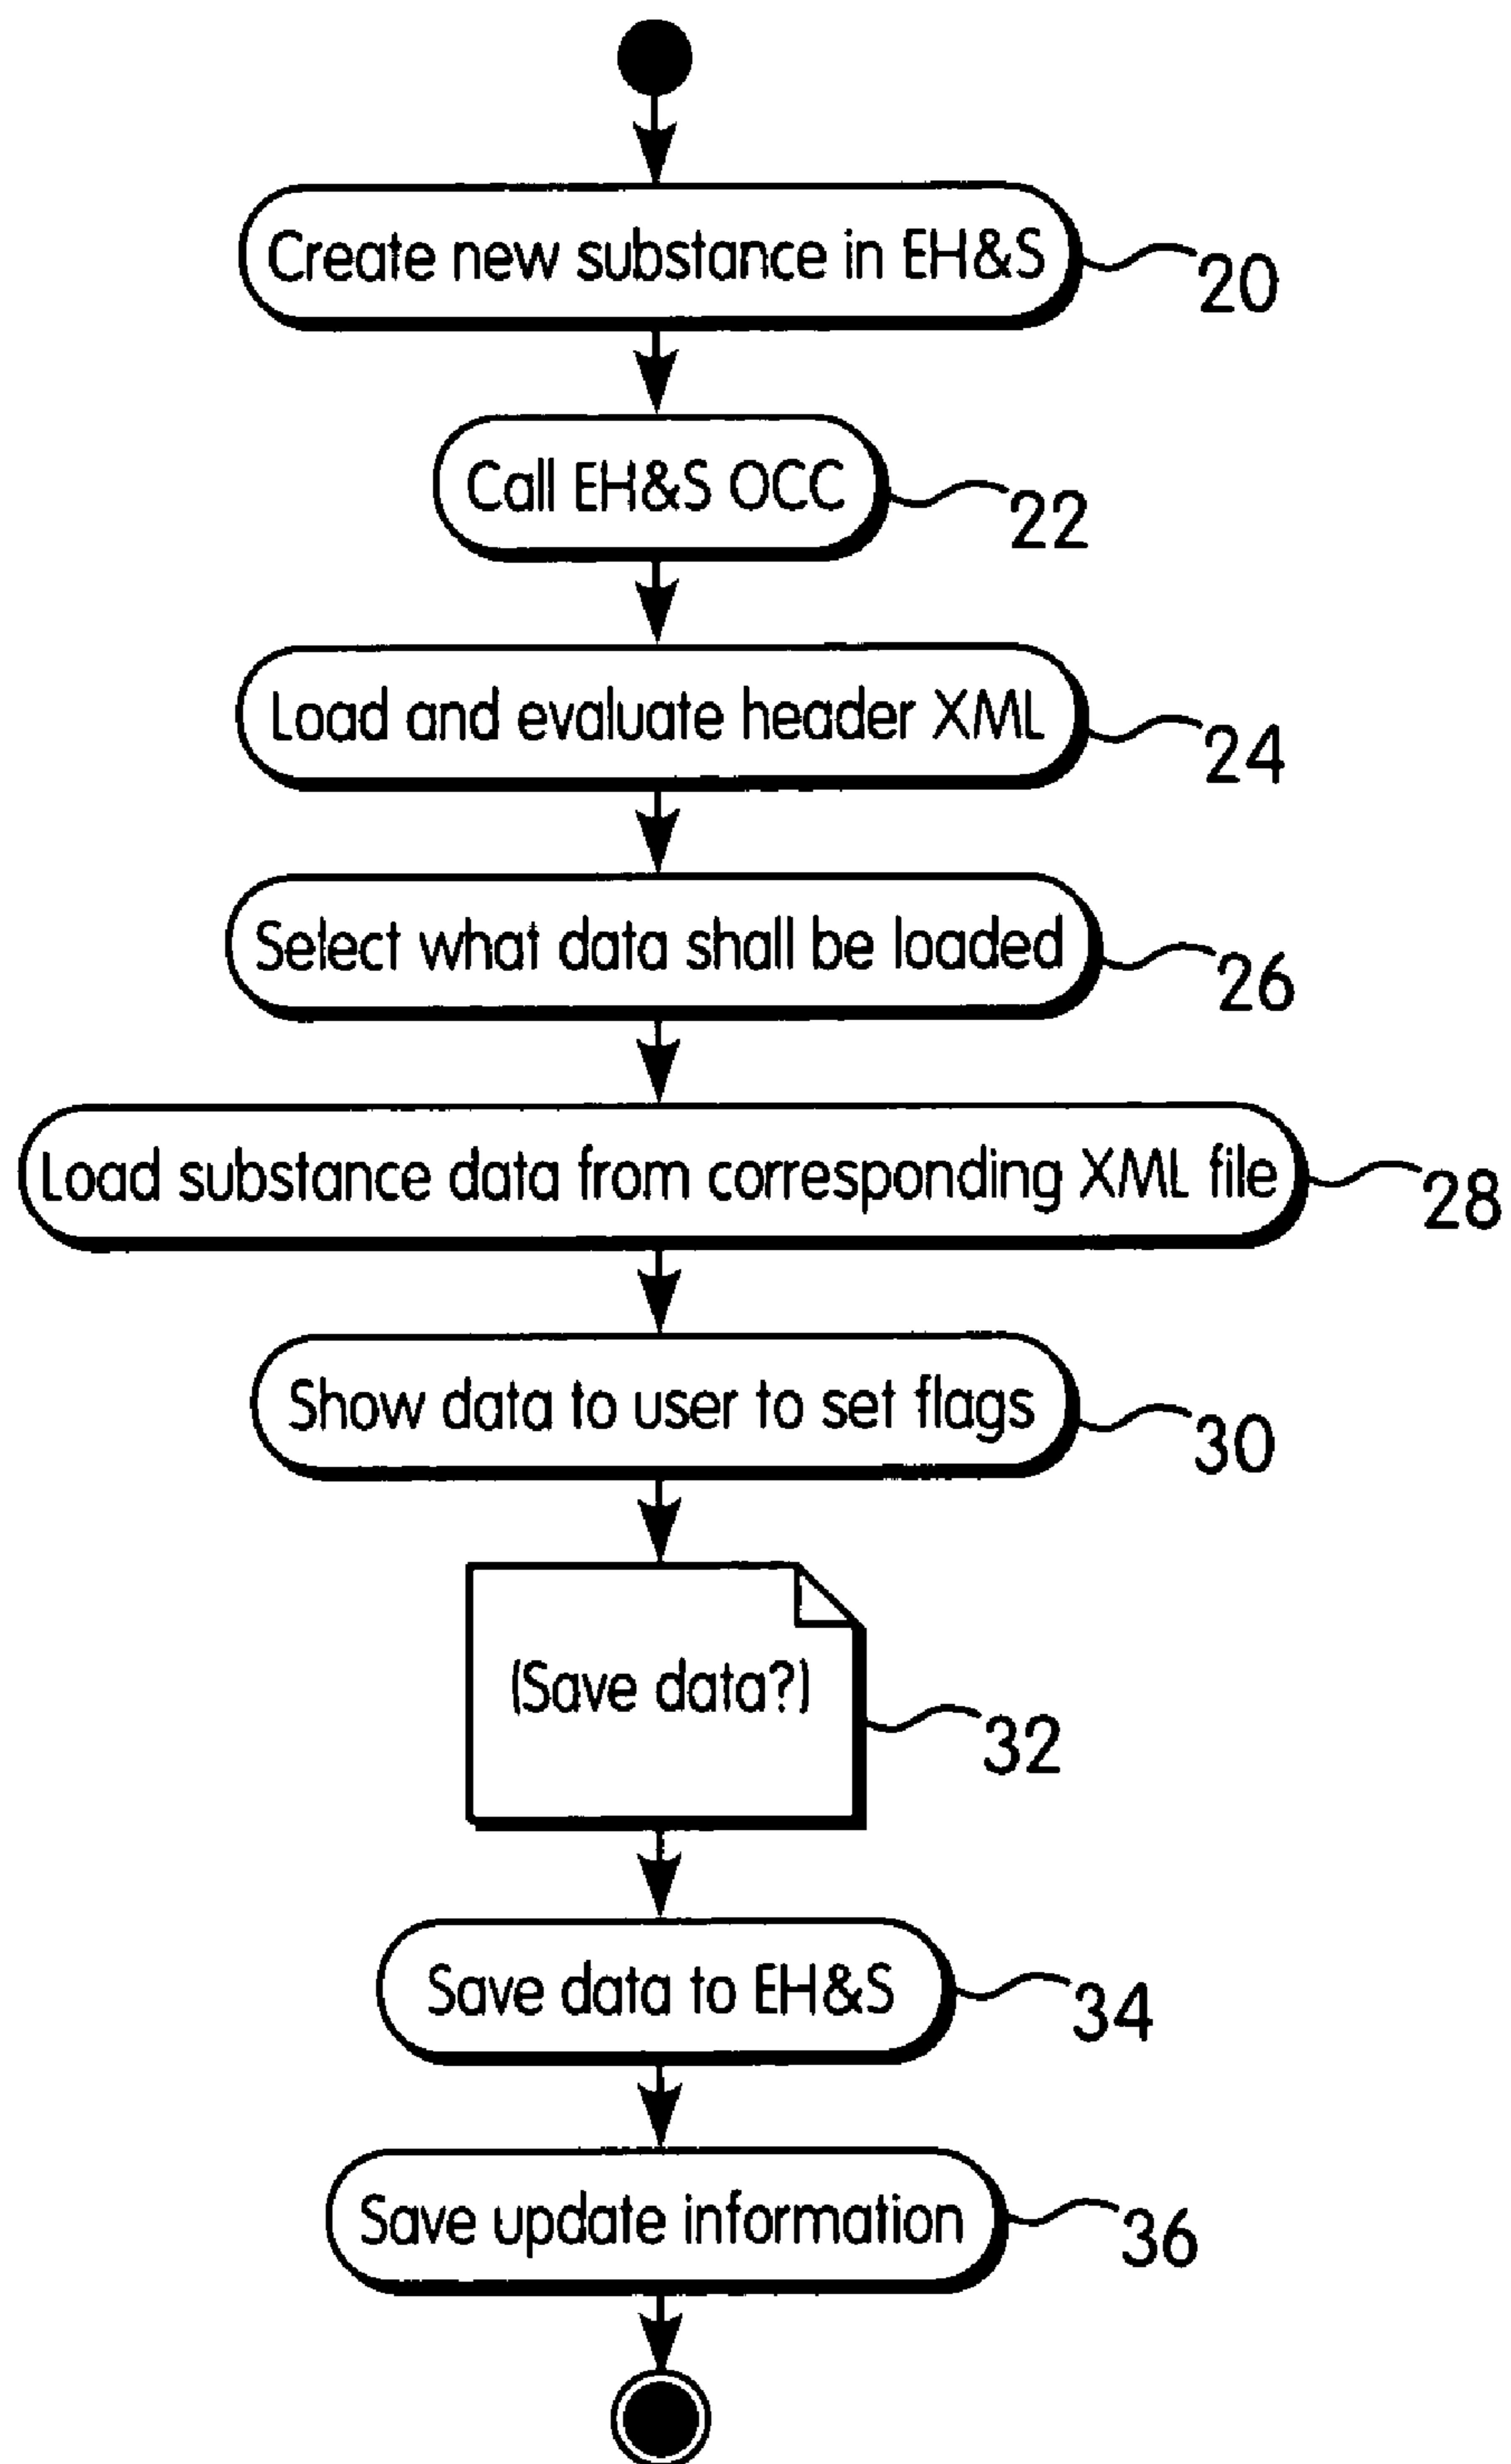 Create new substance in EH&S
20
Call EH&S OCC
22
Load and evaluate header XML
24
Select what data shall be loaded
26
Load substance data from corresponding XML file
28
Show data to user to set flags
30
(Save data?)
32
Save data to EH&S
34
Save update information
36